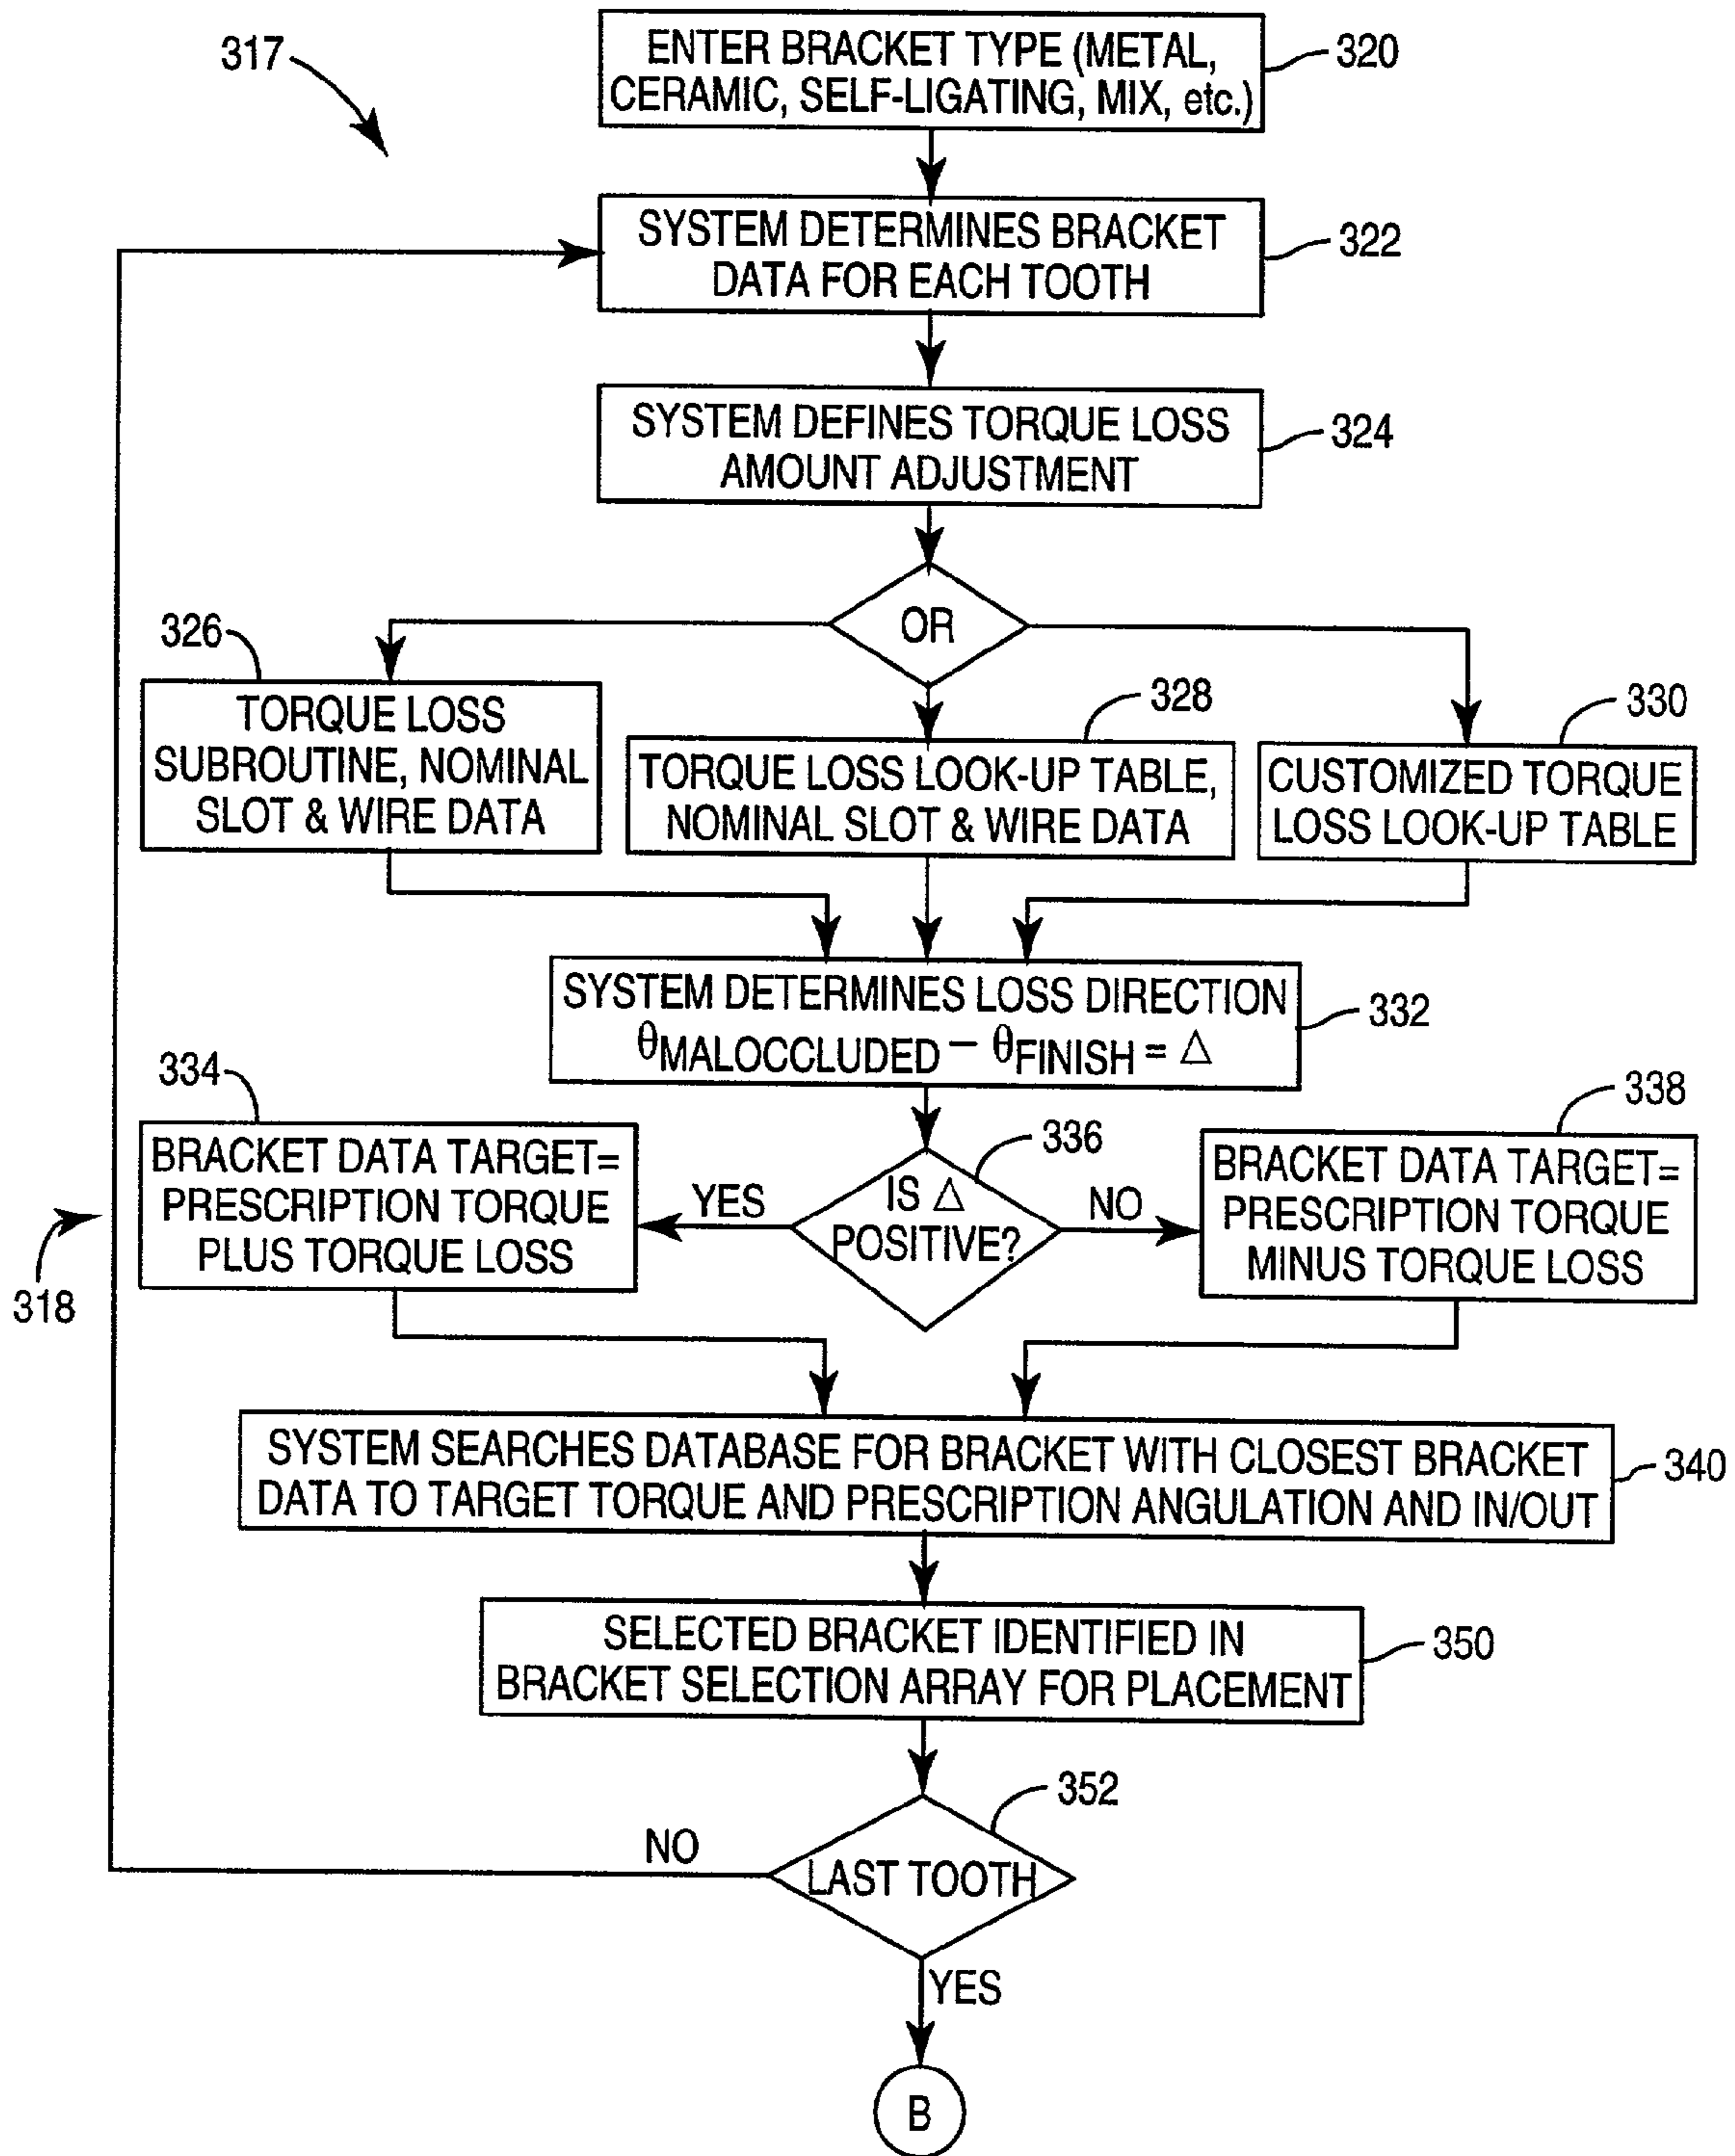 317
ENTER BRACKET TYPE (METAL,
CERAMIC, SELF-LIGATING, MIX, etc.)
320
SYSTEM DETERMINES BRACKET
DATA FOR EACH TOOTH
322
SYSTEM DEFINES TORQUE LOSS
AMOUNT ADJUSTMENT
324
OR
326
TORQUE LOSS
SUBROUTINE, NOMINAL
SLOT & WIRE DATA
328
TORQUE LOSS LOOK-UP TABLE,
NOMINAL SLOT & WIRE DATA
330
CUSTOMIZED TORQUE
LOSS LOOK-UP TABLE
SYSTEM DETERMINES LOSS DIRECTION
θMALOCCLUDED − θFINISH = △
332
334
BRACKET DATA TARGET=
PRESCRIPTION TORQUE
PLUS TORQUE LOSS
318
YES
336
IS △
POSITIVE?
NO
338
BRACKET DATA TARGET=
PRESCRIPTION TORQUE
MINUS TORQUE LOSS
SYSTEM SEARCHES DATABASE FOR BRACKET WITH CLOSEST BRACKET
DATA TO TARGET TORQUE AND PRESCRIPTION ANGULATION AND IN/OUT
340
SELECTED BRACKET IDENTIFIED IN
BRACKET SELECTION ARRAY FOR PLACEMENT
350
352
NO
LAST TOOTH
YES
B